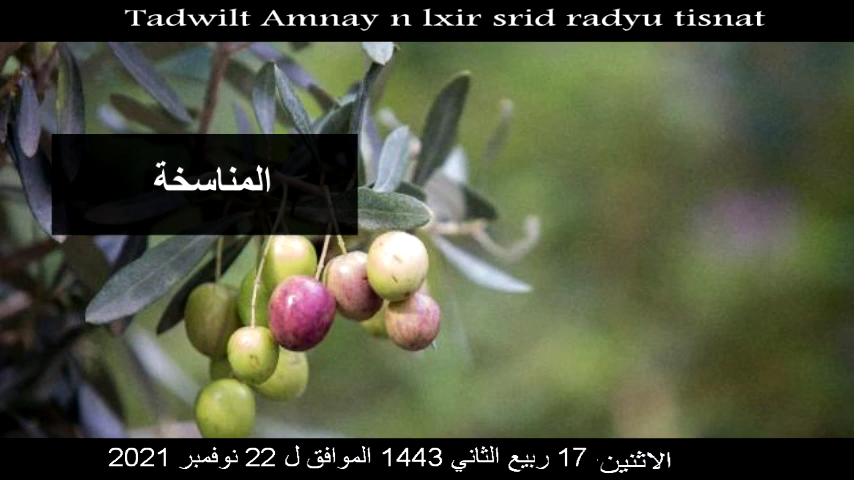 Tadwilt Amnay n lxir srid radyu tisnat
المناسخة
الاثنين 17 ربيع الثاني 1443 الموافق ل 22 نوفمبر 2021